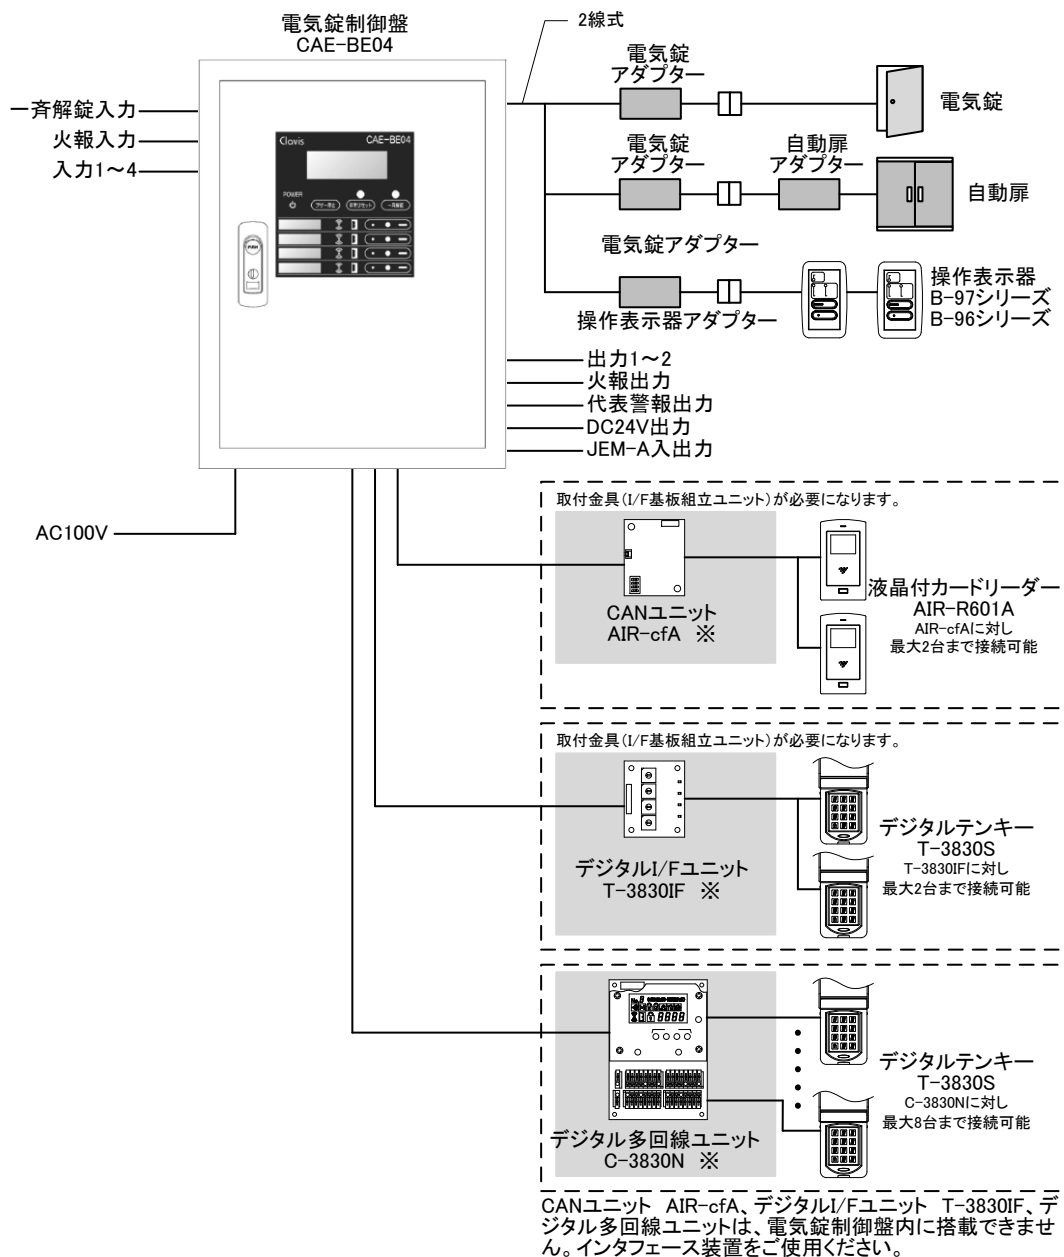 電気錠制御盤
CAE-BE04
2線式
一斉解錠入力
火報入力
入力1～4
Clavis
CAE-BE04
POWER
ブザー停止
一斉解錠
PUSH
電気錠
アダプター
電気錠
電気錠
アダプター
自動扉
アダプター
自動扉
電気錠アダプター
操作表示器アダプター
操作表示器
B-97シリーズ
B-96シリーズ
出力1～2
火報出力
代表警報出力
DC24V出力
JEM-A入出力
AC100V
取付金具(I/F基板組立ユニット)が必要になります。
CANユニット
AIR-cfA ※
液晶付カードリーダー
AIR-R601A
AIR-cfAに対し
最大2台まで接続可能
取付金具(I/F基板組立ユニット)が必要になります。
デジタルI/Fユニット
T-3830IF ※
デジタルテンキー
T-3830S
T-3830IFに対し
最大2台まで接続可能
No.
8888
デジタル多回線ユニット
C-3830N ※
デジタルテンキー
T-3830S
C-3830Nに対し
最大8台まで接続可能
CANユニット AIR-cfA、デジタルI/Fユニット T-3830IF、デ
ジタル多回線ユニットは、電気錠制御盤内に搭載できませ
ん。インタフェース装置をご使用ください。